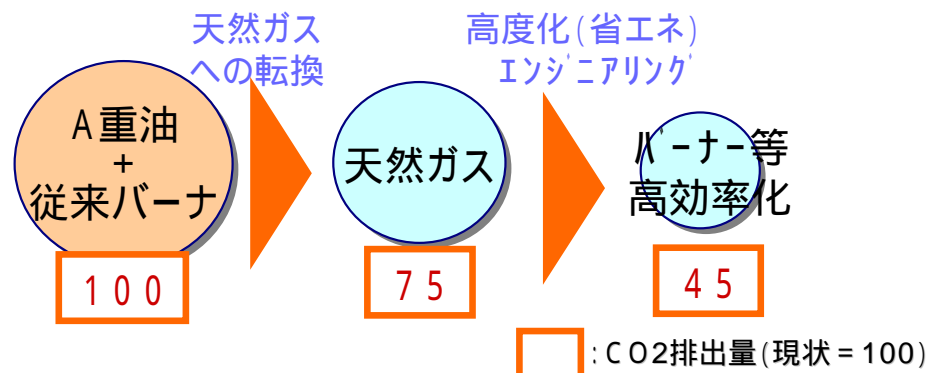 天然ガス
への転換
高度化(省エネ)
エンジニアリング
A重油
+
従来バーナ
天然ガス
バーナー等
高効率化
100
75
45
:CO2排出量(現状=100)